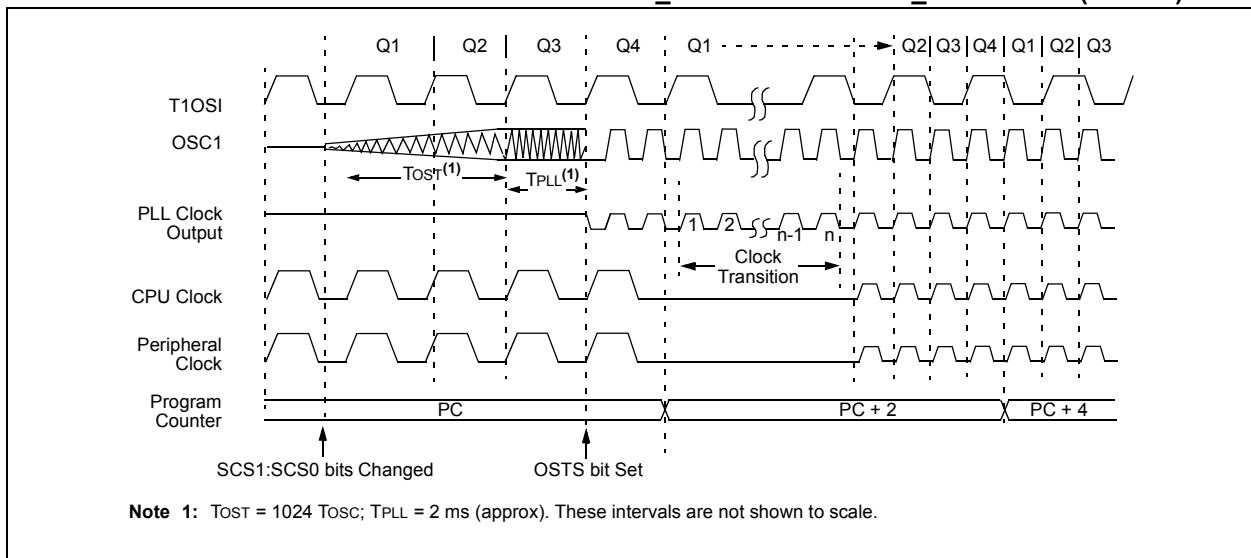 Q1 Q2 Q3 Q4 Q1 Q2 Q3 Q4 Q1 Q2 Q3
T1OSI
OSC1
TOST(1) TPLL(1)
PLL Clock
Output
1 2 n-1 n
Clock
Transition
CPU Clock
Peripheral
Clock
Program
Counter
PC PC + 2 PC + 4
SCS1:SCS0 bits Changed OSTS bit Set
Note 1: TOST = 1024 TOSC; TPLL = 2 ms (approx). These intervals are not shown to scale.